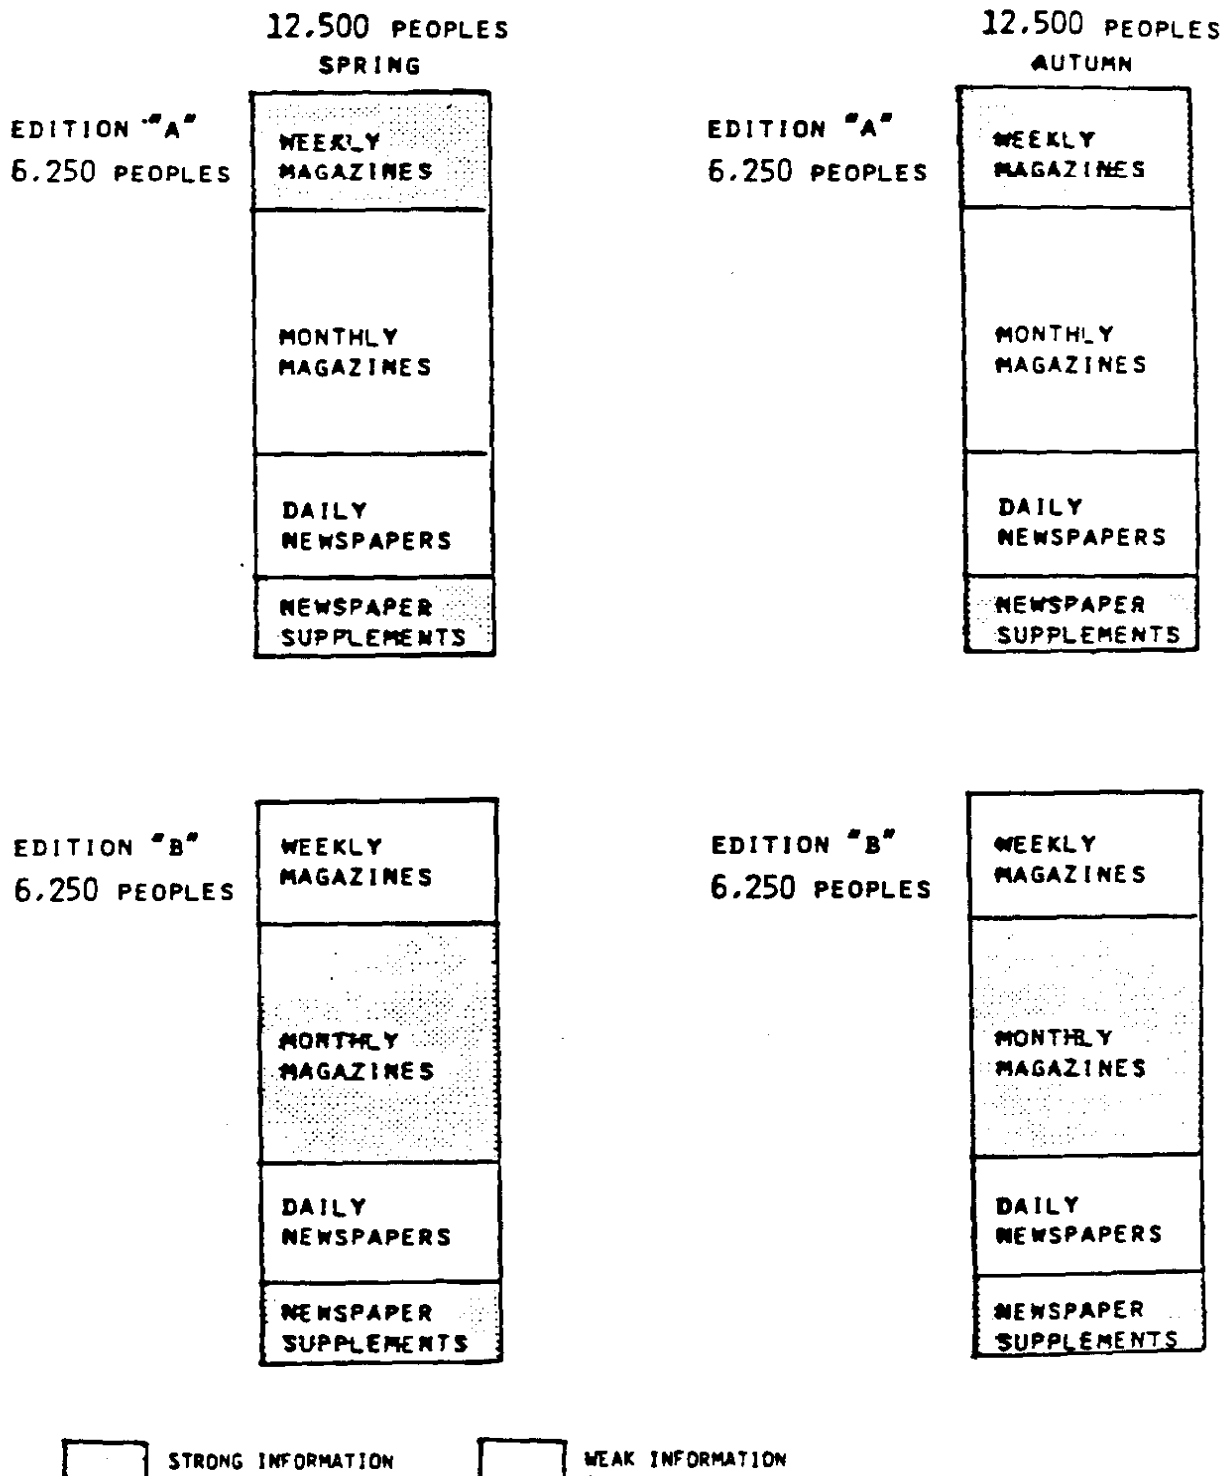 12.500 PEOPLES
SPRING
EDITION "A"
6.250 PEOPLES
WEEKLY
MAGAZINES
MONTHLY
MAGAZINES
DAILY
NEWSPAPERS
NEWSPAPER
SUPPLEMENTS
12.500 PEOPLES
AUTUMN
EDITION "A"
6.250 PEOPLES
WEEKLY
MAGAZINES
MONTHLY
MAGAZINES
DAILY
NEWSPAPERS
NEWSPAPER
SUPPLEMENTS
EDITION "B"
6.250 PEOPLES
WEEKLY
MAGAZINES
MONTHLY
MAGAZINES
DAILY
NEWSPAPERS
NEWSPAPER
SUPPLEMENTS
EDITION "B"
6.250 PEOPLES
WEEKLY
MAGAZINES
MONTHLY
MAGAZINES
DAILY
NEWSPAPERS
NEWSPAPER
SUPPLEMENTS
STRONG INFORMATION
WEAK INFORMATION